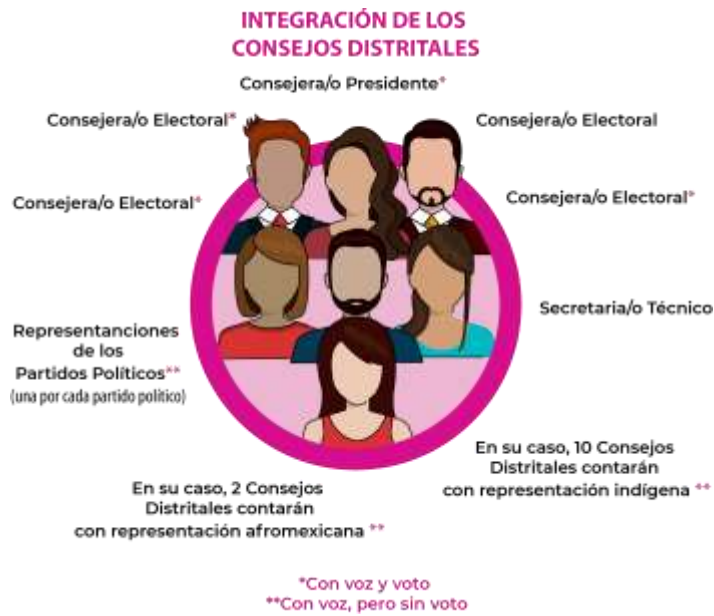 INTEGRACIÓN DE LOS
CONSEJOS DISTRITALES
Consejera/o Presidente*
Consejera/o Electoral*
Consejera/o Electoral
Consejera/o Electoral*
Consejera/o Electoral*
Secretaria/o Técnico
Representanciones
de los
Partidos Políticos**
(una por cada partido político)
En su caso, 10 Consejos
Distritales contarán
con representación indígena **
En su caso, 2 Consejos
Distritales contarán
con representación afromexicana **
*Con voz y voto
**Con voz, pero sin voto